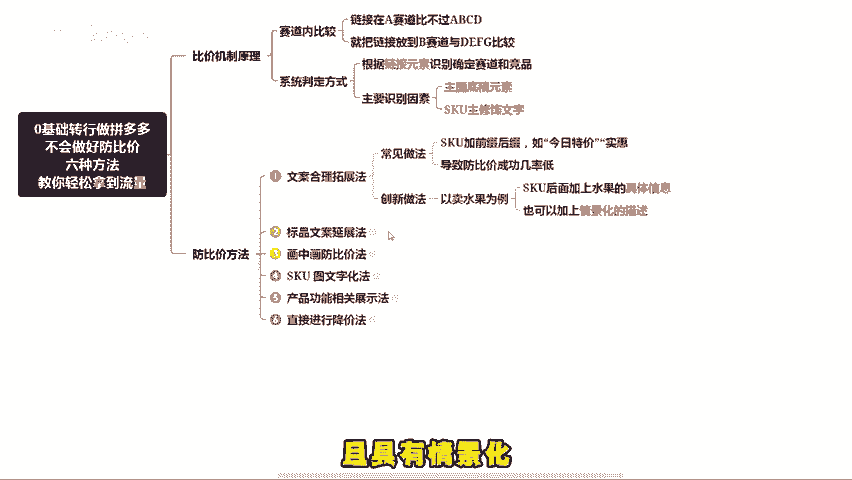 0基础转行做拼多多
不会做好防比价
六种方法
教你轻松拿到流量
比价机制原理
赛道内比较
链接在A赛道比不过ABCD
就把链接放到B赛道与DEFG比较
系统判定方式
根据链接元素识别确定赛道和竞品
主要识别因素
主图底稿元素
SKU主修饰文字
防比价方法
1 文案合理拓展法
常见做法
SKU加前缀后缀，如“今日特价”“实惠
导致防比价成功几率低
创新做法
以卖水果为例
SKU后面加上水果的具体信息
也可以加上情景化的描述
2 标品文案延展法
3 画中画防比价法
4 SKU 图文字化法
5 产品功能相关展示法
6 直接进行降价法
且具有情景化